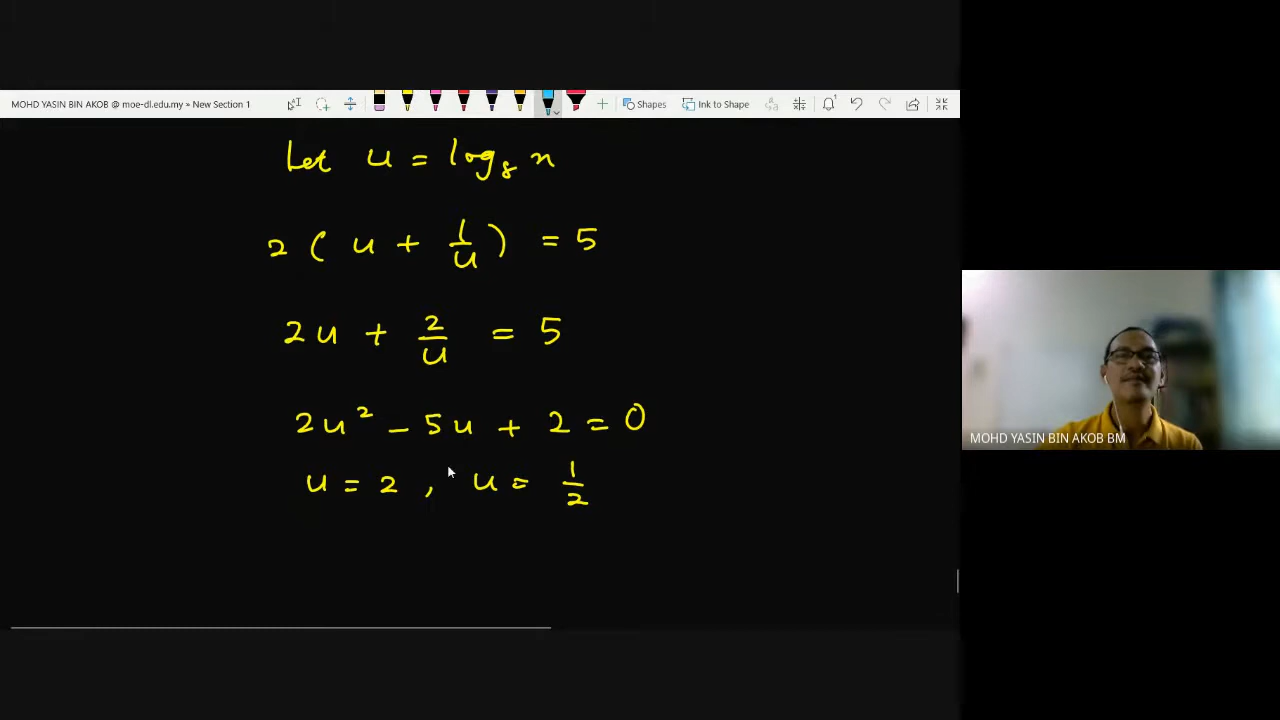 MOHD YASIN BIN AKOB @ moe-dl.edu.my » New Section 1
Shapes
Ink to Shape
Let u = log₈ x
2 ( u + 1/u ) = 5
2u + 2/u = 5
2u² - 5u + 2 = 0
u = 2 , u = 1/2
MOHD YASIN BIN AKOB BM